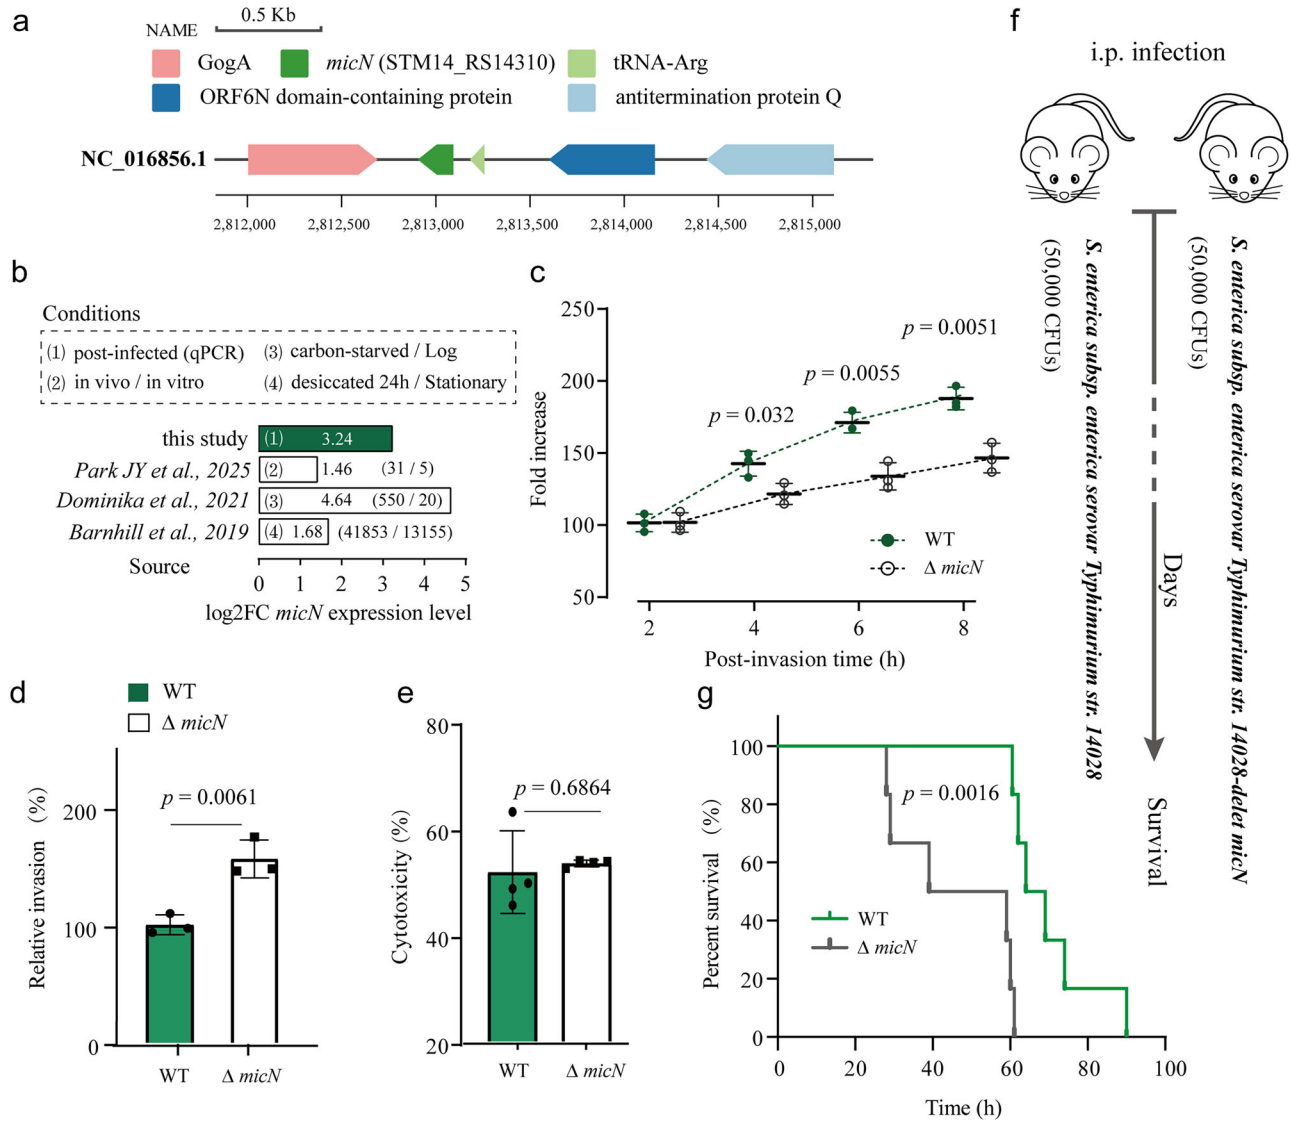 a
0.5 Kb
NAME
GogA
micN (STM14_RS14310)
tRNA-Arg
ORF6N domain-containing protein
antitermination protein Q
NC_016856.1
2,812,000 2,812,500 2,813,000 2,813,500 2,814,000 2,814,500 2,815,000
b
Conditions
(1) post-infected (qPCR) (3) carbon-starved / Log
(2) in vivo / in vitro (4) desiccated 24h / Stationary
this study (1) 3.24
Park JY et al., 2025 (2) 1.46 (31 / 5)
Dominika et al., 2021 (3) 4.64 (550 / 20)
Barnhill et al., 2019 (4) 1.68 (41853 / 13155)
Source
0 1 2 3 4 5
log2FC micN expression level
c
250
200
150
100
50
Fold increase
p = 0.032
p = 0.0055
p = 0.0051
WT
Δ micN
2 4 6 8
Post-invasion time (h)
d
WT
Δ micN
Relative invasion (%)
200
100
0
p = 0.0061
WT Δ micN
e
Cytotoxicity (%)
80
60
40
20
p = 0.6864
WT Δ micN
f
i.p. infection
S. enterica subsp. enterica serovar Typhimurium str. 14028
(50,000 CFUs)
S. enterica subsp. enterica serovar Typhimurium str. 14028-delet micN
(50,000 CFUs)
Days
Survival
g
Percent survival (%)
100
80
60
40
20
0
p = 0.0016
WT
Δ micN
0 20 40 60 80 100
Time (h)